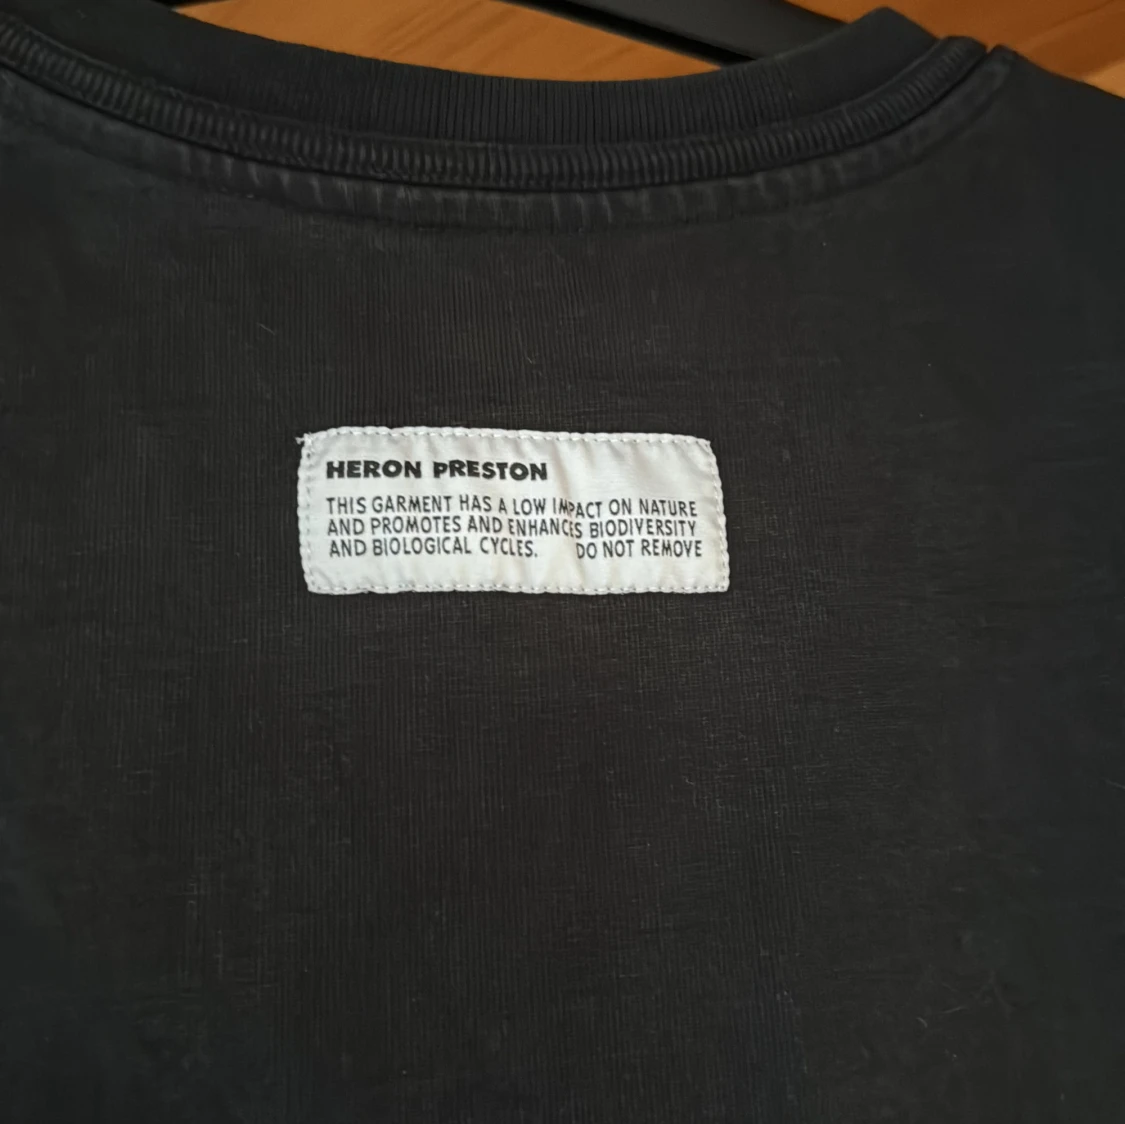 HERON PRESTON
THIS GARMENT HAS A LOW IMPACT ON NATURE
AND PROMOTES AND ENHANCES BIODIVERSITY
AND BIOLOGICAL CYCLES. DO NOT REMOVE